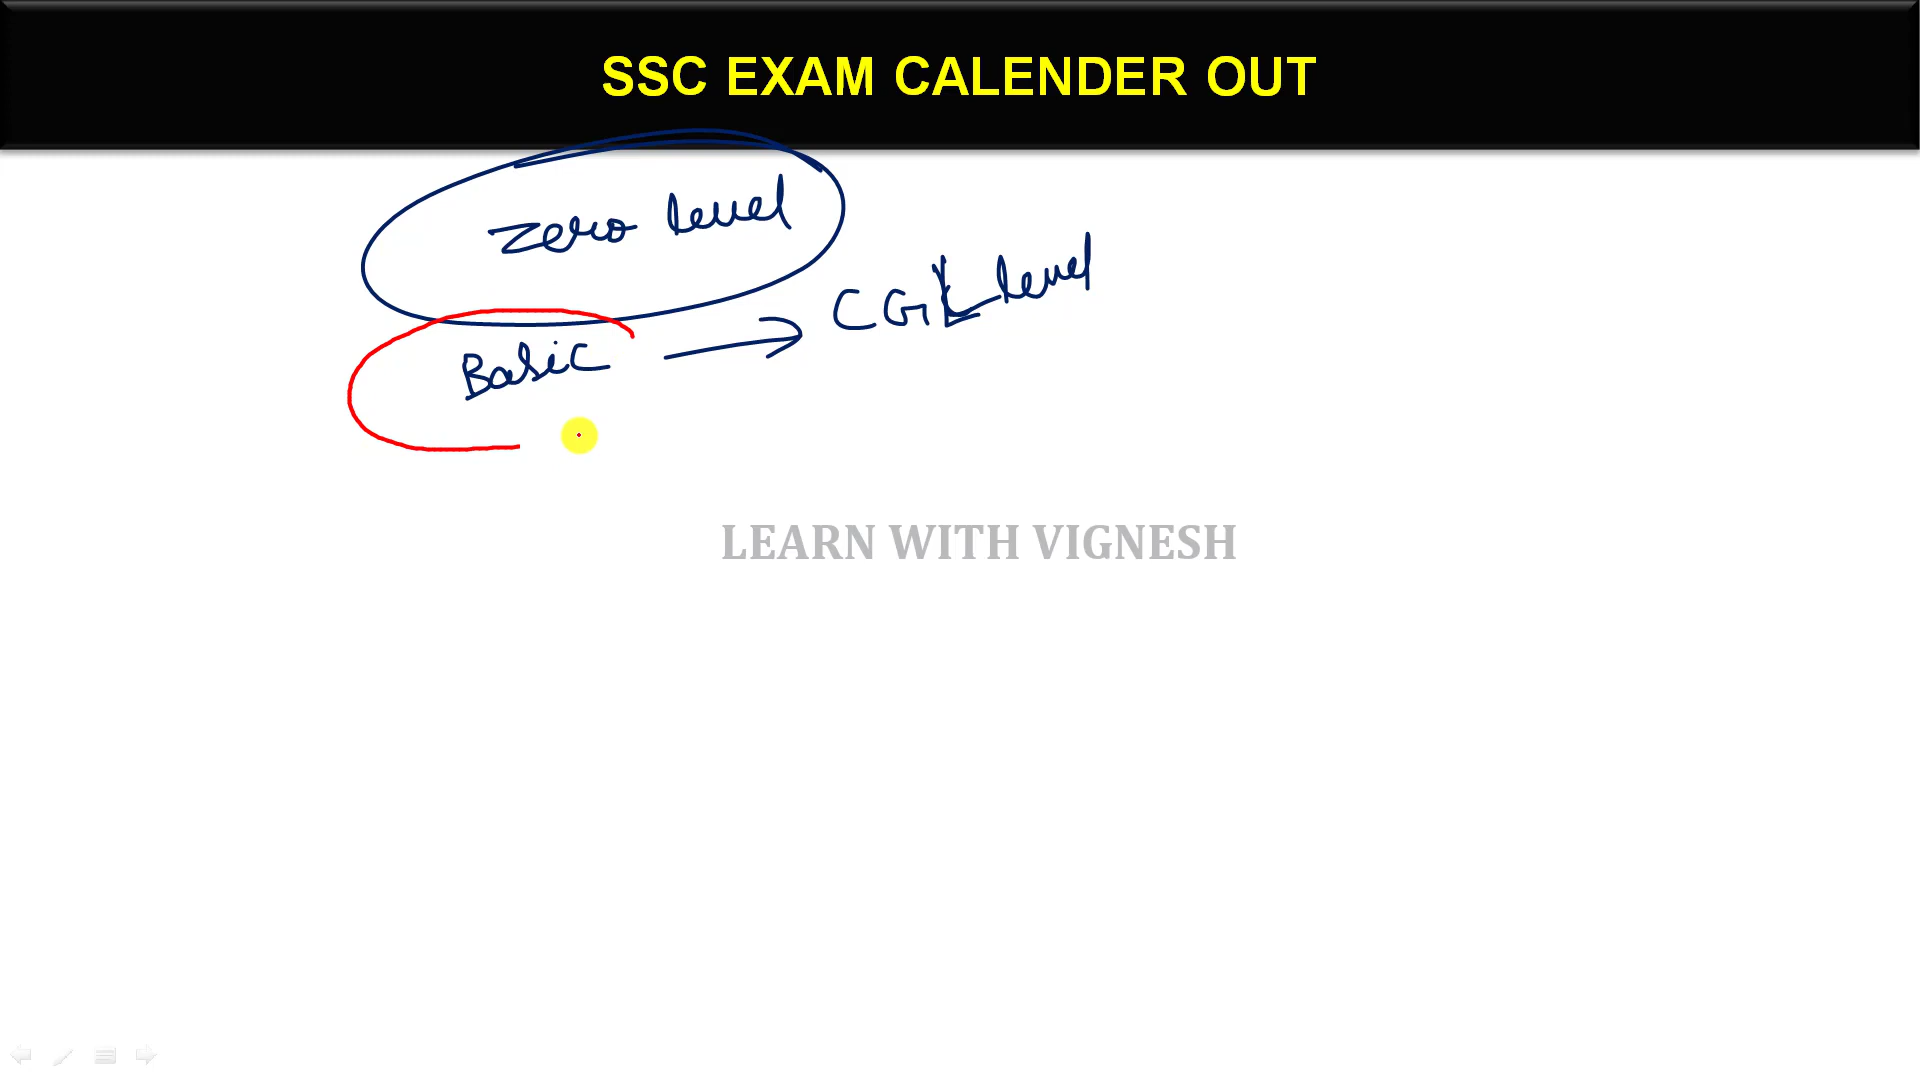 SSC EXAM CALENDER OUT
Zero level
Basic → CGL level
LEARN WITH VIGNESH